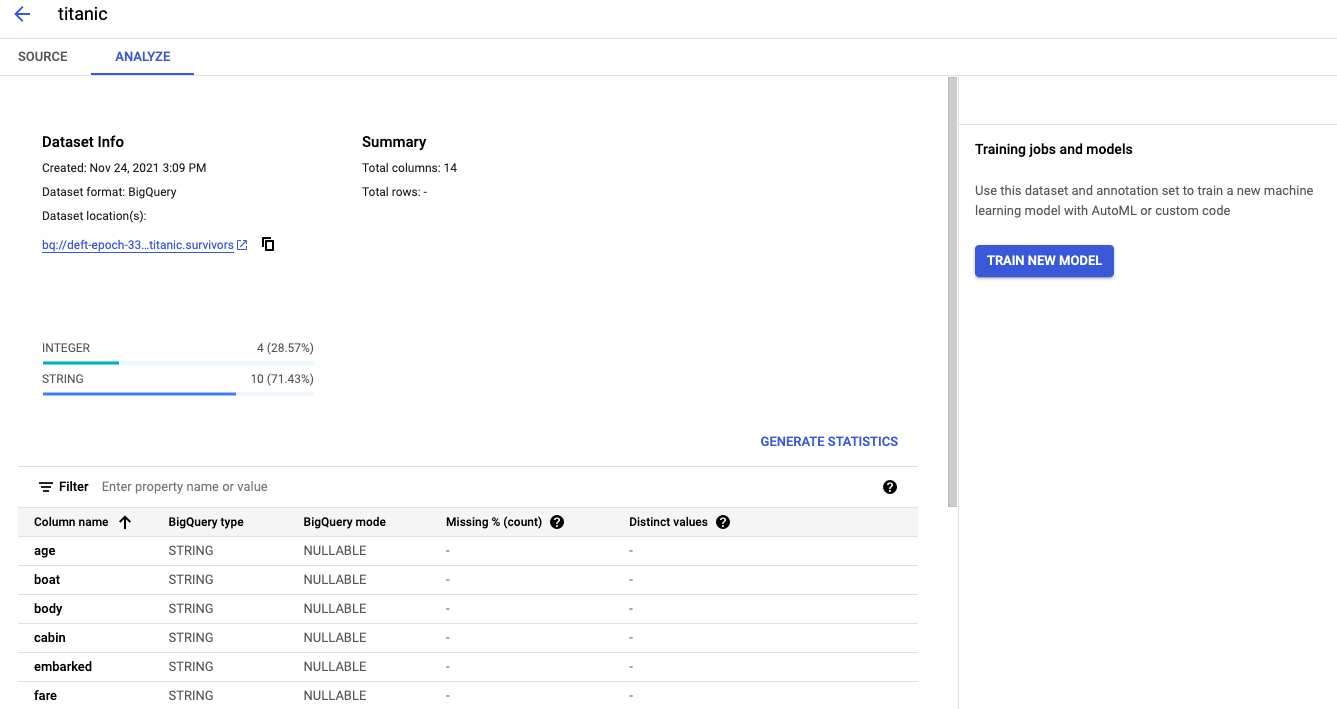 titanic
SOURCE ANALYZE
Dataset Info
Created: Nov 24, 2021 3:09 PM
Dataset format: BigQuery
Dataset location(s):
bq://deft-epoch-33...titanic.survivors
Summary
Total columns: 14
Total rows: -
INTEGER 4 (28.57%)
STRING 10 (71.43%)
GENERATE STATISTICS
Filter Enter property name or value
Column name BigQuery type BigQuery mode Missing % (count) Distinct values
age STRING NULLABLE - -
boat STRING NULLABLE - -
body STRING NULLABLE - -
cabin STRING NULLABLE - -
embarked STRING NULLABLE - -
fare STRING NULLABLE - -
Training jobs and models
Use this dataset and annotation set to train a new machine
learning model with AutoML or custom code
TRAIN NEW MODEL